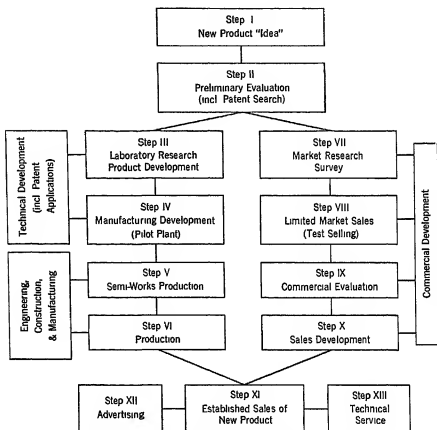 Step I
New Product "Idea"
Step II
Preliminary Evaluation
(incl Patent Search)
Technical Development
(incl Patent
Applications)
Step III
Laboratory Research
Product Development
Step VII
Market Research
Survey
Step IV
Manufacturing Development
(Pilot Plant)
Step VIII
Limited Market Sales
(Test Selling)
Commercial Development
Engineering,
Construction,
& Manufacturing
Step V
Semi-Works Production
Step IX
Commercial Evaluation
Step VI
Production
Step X
Sales Development
Step XII
Advertising
Step XI
Established Sales of
New Product
Step XIII
Technical
Service